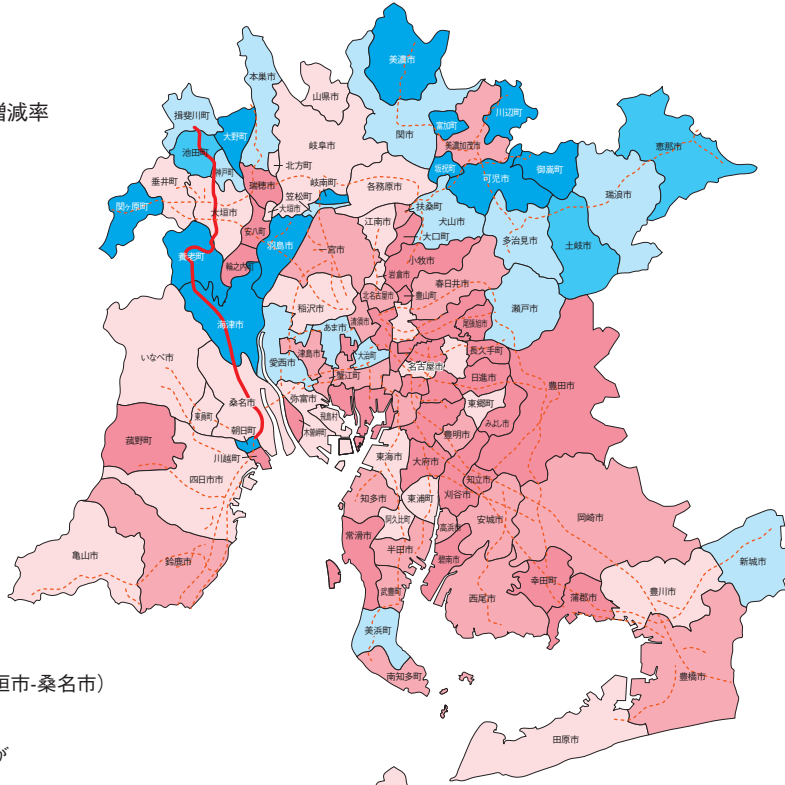 増減率
美濃市
本巣市
山県市
揖斐川町
大野町
関市
富加町
川辺町
美濃加茂市
池田町
神戸町
岐阜市
恵那市
北方町
坂祝町
可児市
御嵩町
垂井町
瑞穂市
岐南町
各務原市
瑞浪市
笠松町
関ヶ原町
大垣市
大垣市
扶桑町
江南市
犬山市
安八町
大口町
多治見市
土岐市
羽島市
一宮市
養老町
輪之内町
小牧市
岩倉市
春日井市
北名古屋市
豊山町
稲沢市
瀬戸市
清須市
尾張旭市
海津市
あま市
長久手町
いなべ市
愛西市
津島市
大治町
名古屋市
蟹江町
日進市
豊田市
桑名市
弥富市
東郷町
東員町
飛島村
みよし市
朝日町
木曽岬町
豊明市
菰野町
川越町
東海市
大府市
四日市市
知立市
知多市
東浦町
刈谷市
安城市
岡崎市
阿久比町
高浜市
常滑市
半田市
碧南市
亀山市
鈴鹿市
新城市
幸田町
豊川市
武豊町
西尾市
蒲郡市
美浜町
南知多町
豊橋市
垣市-桑名市）
田原市
が